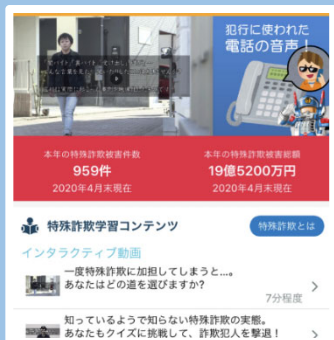 犯行に使われた
電話の音声！
本年の特殊詐欺被害件数
959件
2020年4月末現在
本年の特殊詐欺被害総額
19億5200万円
2020年4月末現在
特殊詐欺学習コンテンツ
特殊詐欺とは
インタラクティブ動画
一度特殊詐欺に加担してしまうと...。
あなたはどの道を選びますか?
7分程度
知っているようで知らない特殊詐欺の実態。
あなたもクイズに挑戦して、詐欺犯人を撃退！